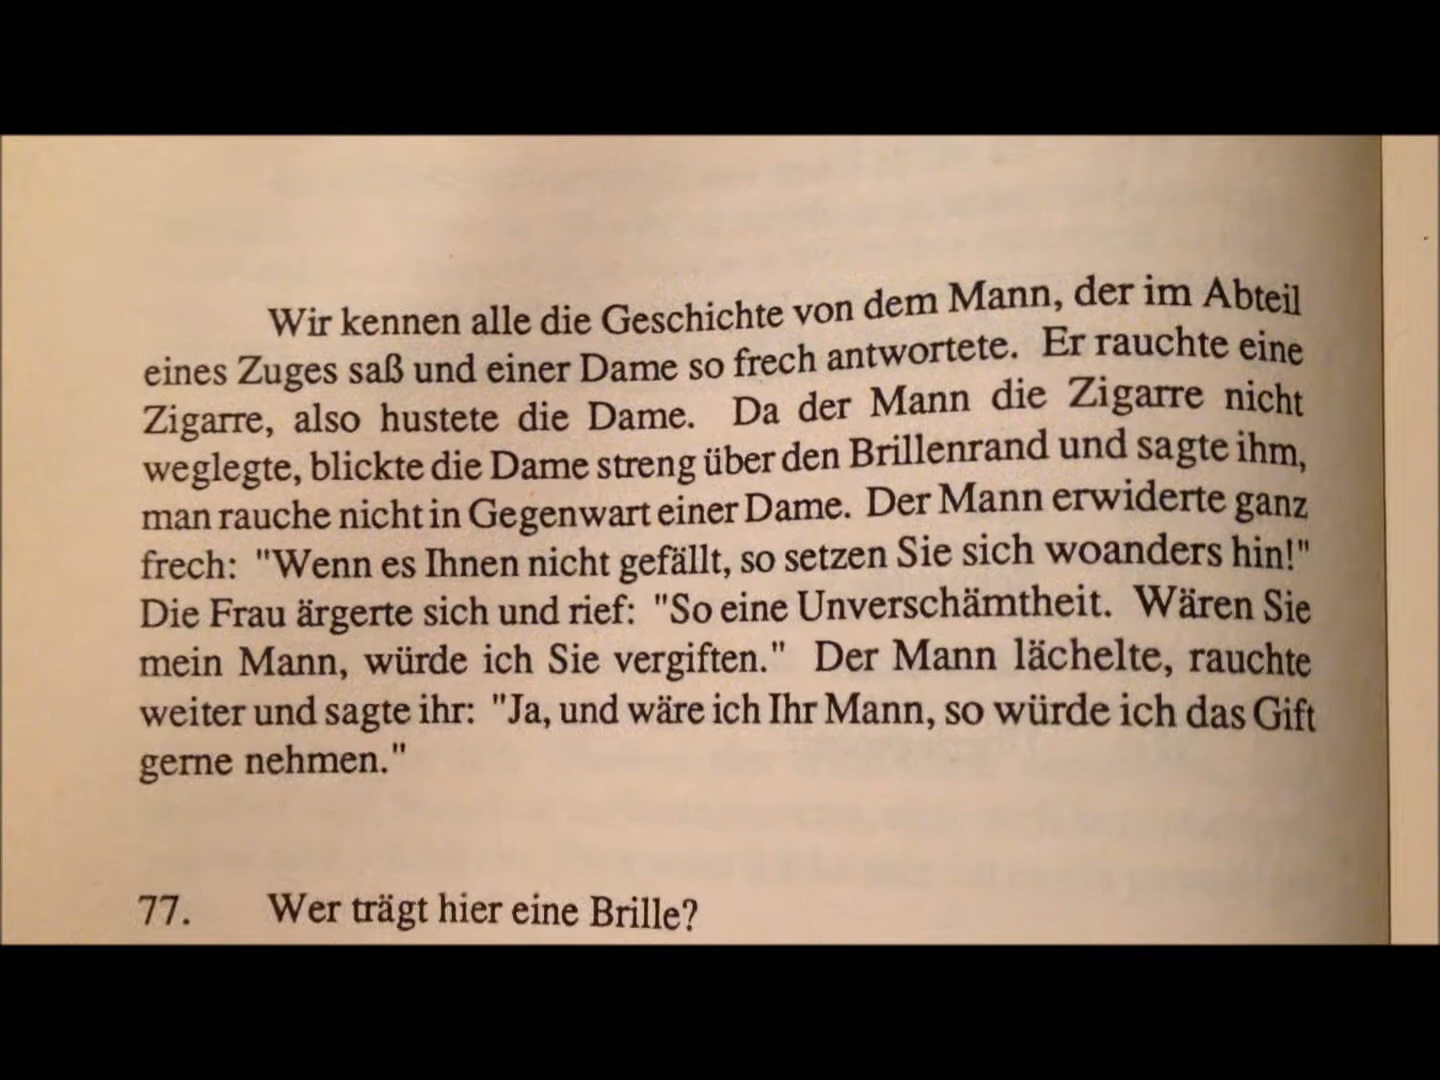 Wir kennen alle die Geschichte von dem Mann, der im Abteil
eines Zuges saß und einer Dame so frech antwortete. Er rauchte eine
Zigarre, also hustete die Dame. Da der Mann die Zigarre nicht
weglegte, blickte die Dame streng über den Brillenrand und sagte ihm,
man rauche nicht in Gegenwart einer Dame. Der Mann erwiderte ganz
frech: "Wenn es Ihnen nicht gefällt, so setzen Sie sich woanders hin!"
Die Frau ärgerte sich und rief: "So eine Unverschämtheit. Wären Sie
mein Mann, würde ich Sie vergiften." Der Mann lächelte, rauchte
weiter und sagte ihr: "Ja, und wäre ich Ihr Mann, so würde ich das Gift
gerne nehmen."
77. Wer trägt hier eine Brille?